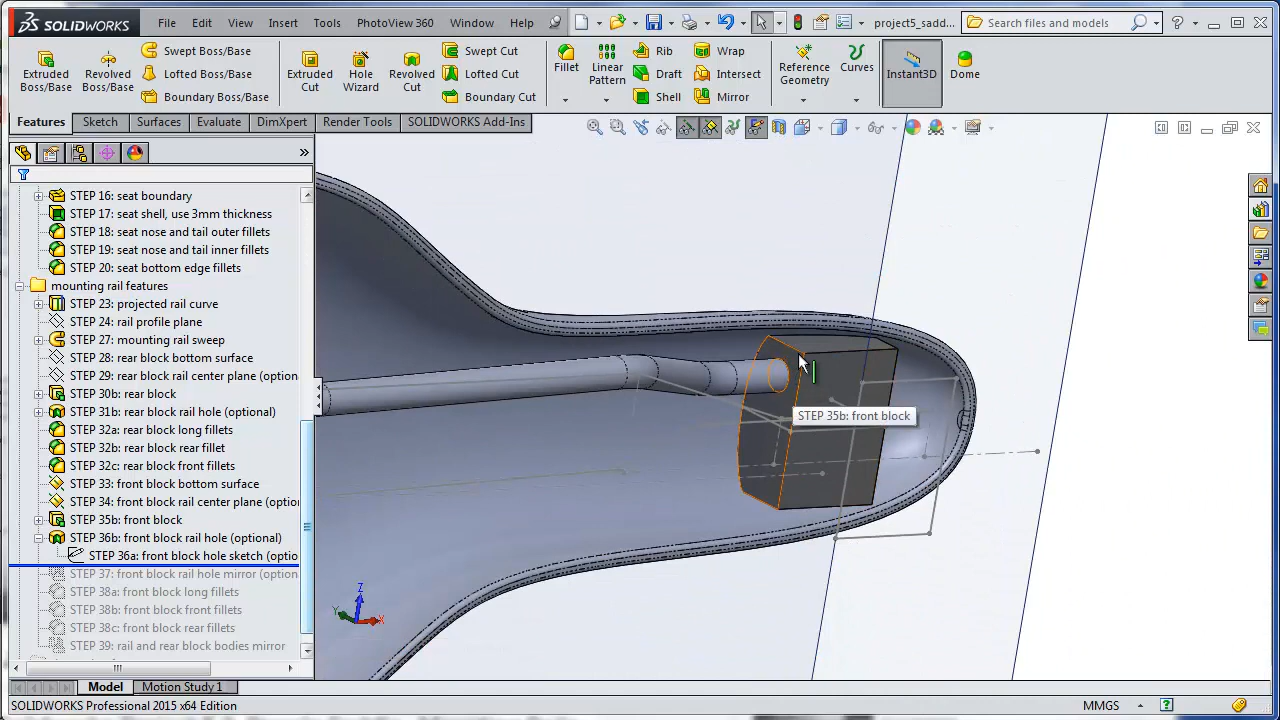 SOLIDWORKS File Edit View Insert Tools PhotoView 360 Window Help project5_sadd... Search files and models
Extruded Boss/Base
Revolved Boss/Base
Swept Boss/Base
Lofted Boss/Base
Boundary Boss/Base
Extruded Cut
Hole Wizard
Revolved Cut
Swept Cut
Lofted Cut
Boundary Cut
Fillet
Linear Pattern
Rib
Draft
Shell
Wrap
Intersect
Mirror
Reference Geometry
Curves
Instant3D
Dome
Features Sketch Surfaces Evaluate DimXpert Render Tools SOLIDWORKS Add-Ins
STEP 16: seat boundary
STEP 17: seat shell, use 3mm thickness
STEP 18: seat nose and tail outer fillets
STEP 19: seat nose and tail inner fillets
STEP 20: seat bottom edge fillets
mounting rail features
STEP 23: projected rail curve
STEP 24: rail profile plane
STEP 27: mounting rail sweep
STEP 28: rear block bottom surface
STEP 29: rear block rail center plane (option
STEP 30b: rear block
STEP 31b: rear block rail hole (optional)
STEP 32a: rear block long fillets
STEP 32b: rear block rear fillet
STEP 32c: rear block front fillets
STEP 33: front block bottom surface
STEP 34: front block rail center plane (option
STEP 35b: front block
STEP 36b: front block rail hole (optional)
STEP 36a: front block hole sketch (optio
STEP 37: front block rail hole mirror (option
STEP 38a: front block long fillets
STEP 38b: front block front fillets
STEP 38c: front block rear fillets
STEP 39: rail and rear block bodies mirror
STEP 35b: front block
Z
Y
X
Model Motion Study 1
SOLIDWORKS Professional 2015 x64 Edition MMGS